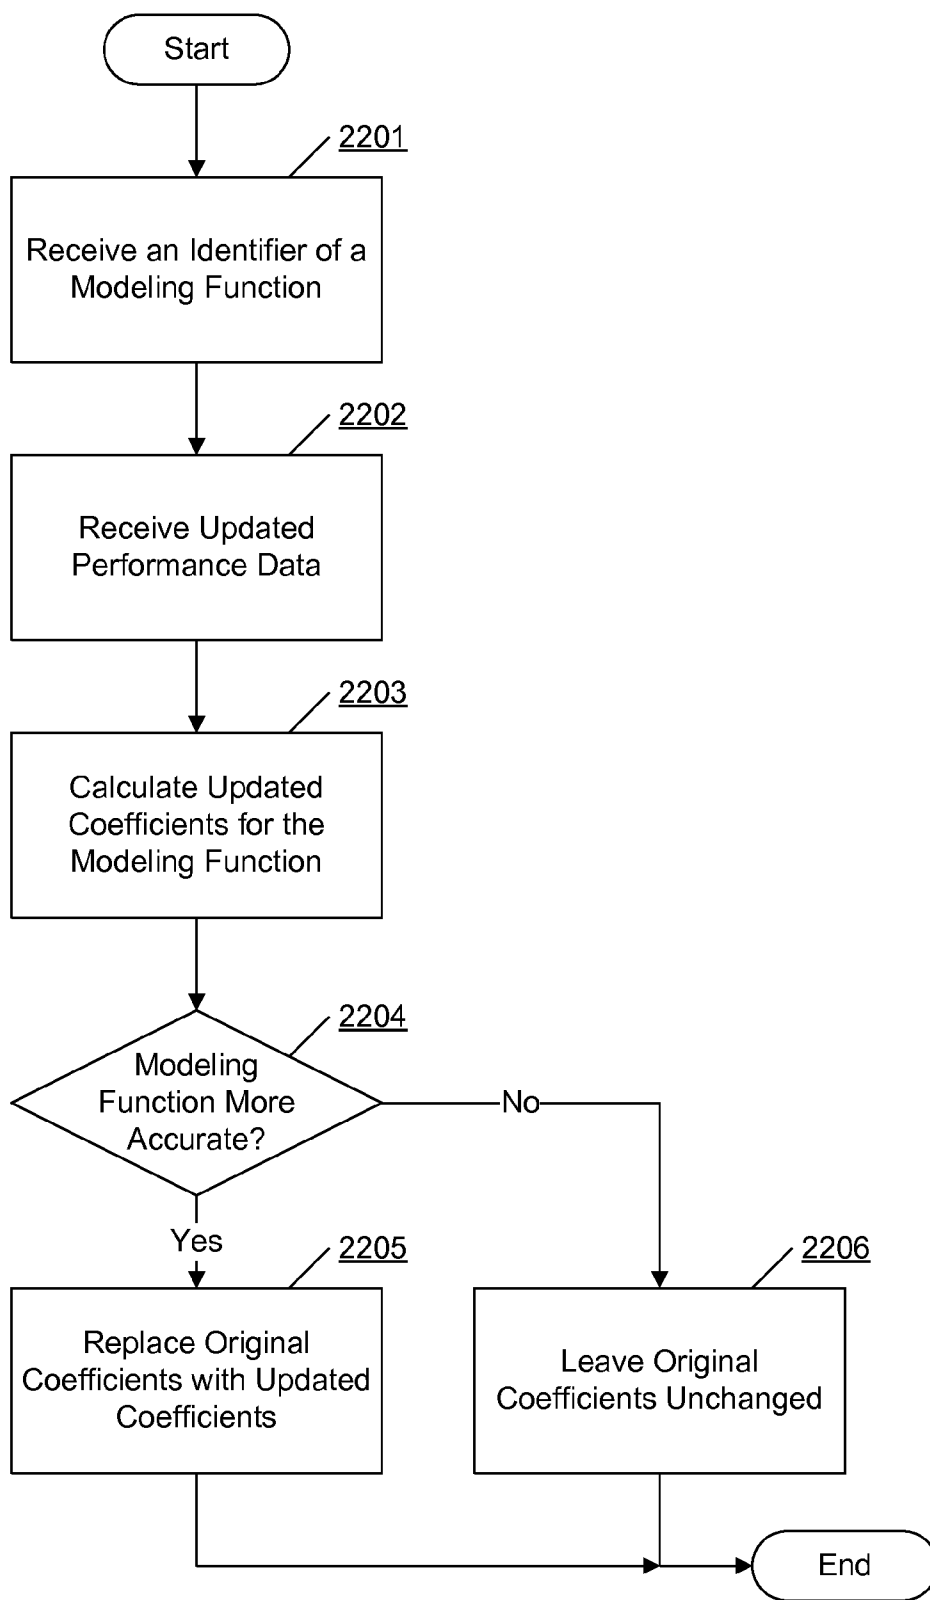 Start
2201
Receive an Identifier of a
Modeling Function
2202
Receive Updated
Performance Data
2203
Calculate Updated
Coefficients for the
Modeling Function
2204
Modeling
Function More
Accurate?
No
Yes
2205
Replace Original
Coefficients with Updated
Coefficients
2206
Leave Original
Coefficients Unchanged
End